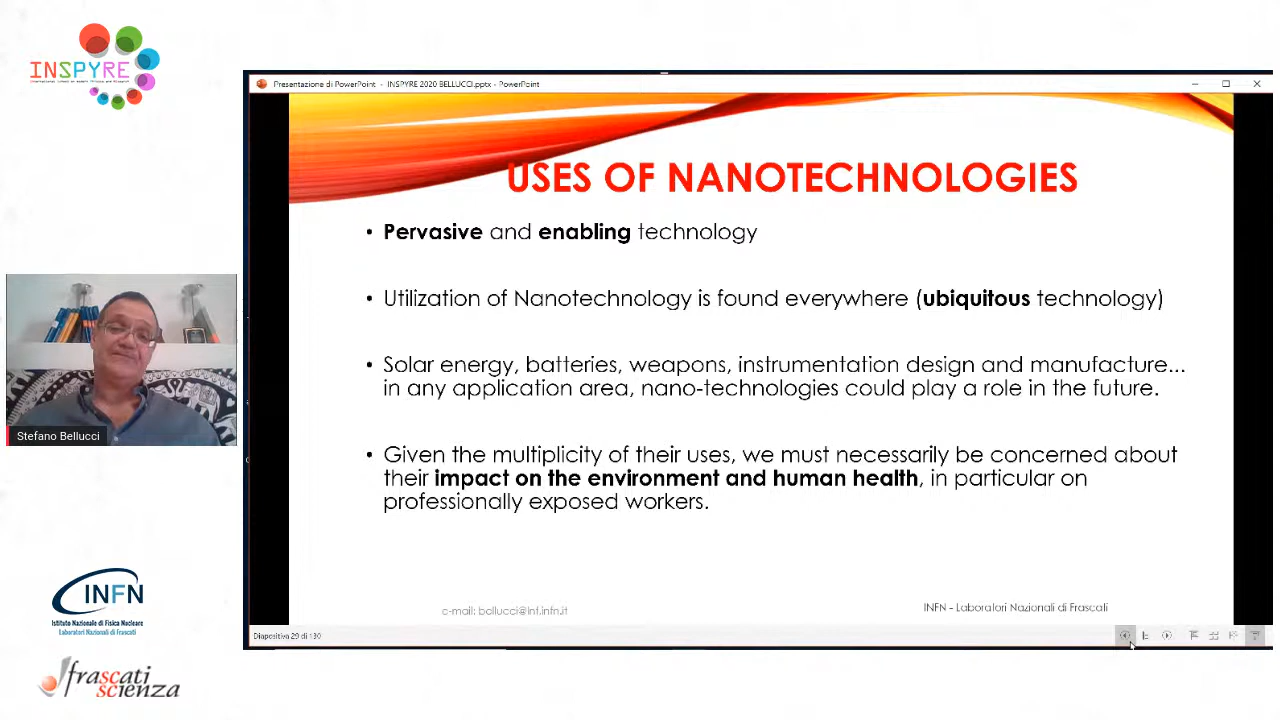 INSPYRE
Presentazione di PowerPoint - INSPYRE 2020 BELLUCCI.pptx - PowerPoint
USES OF NANOTECHNOLOGIES
• Pervasive and enabling technology
• Utilization of Nanotechnology is found everywhere (ubiquitous technology)
• Solar energy, batteries, weapons, instrumentation design and manufacture...
in any application area, nano-technologies could play a role in the future.
• Given the multiplicity of their uses, we must necessarily be concerned about
their impact on the environment and human health, in particular on
professionally exposed workers.
e-mail: bellucci@lnf.infn.it
INFN - Laboratori Nazionali di Frascati
Diapositiva 29 di 130
Stefano Bellucci
INFN
Istituto Nazionale di Fisica Nucleare
Laboratori Nazionali di Frascati
frascati
scienza